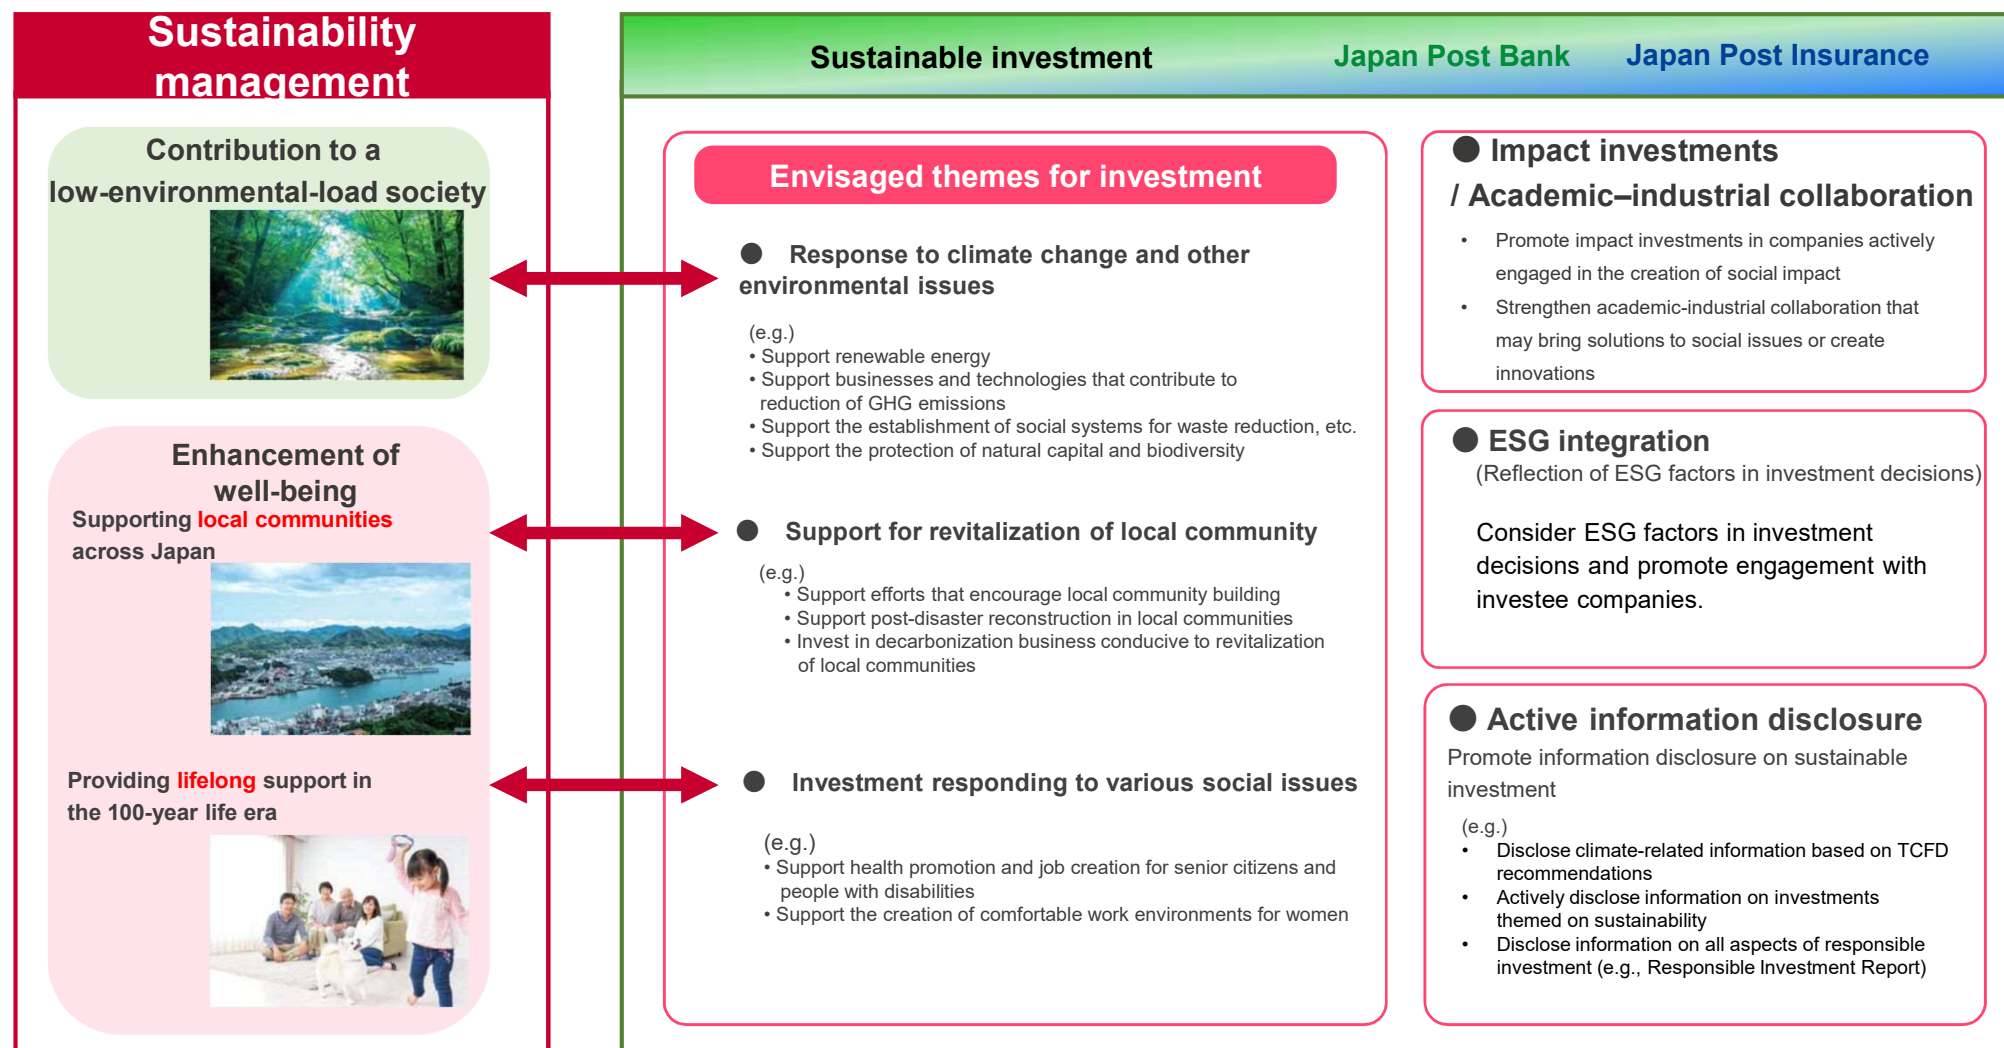 Sustainability
management
Contribution to a
low-environmental-load society
Enhancement of
well-being
Supporting local communities
across Japan
Providing lifelong support in
the 100-year life era
Sustainable investment
Japan Post Bank
Japan Post Insurance
Envisaged themes for investment
● Response to climate change and other
environmental issues
(e.g.)
• Support renewable energy
• Support businesses and technologies that contribute to
reduction of GHG emissions
• Support the establishment of social systems for waste reduction, etc.
• Support the protection of natural capital and biodiversity
● Support for revitalization of local community
(e.g.)
• Support efforts that encourage local community building
• Support post-disaster reconstruction in local communities
• Invest in decarbonization business conducive to revitalization
of local communities
● Investment responding to various social issues
(e.g.)
• Support health promotion and job creation for senior citizens and
people with disabilities
• Support the creation of comfortable work environments for women
● Impact investments
/ Academic–industrial collaboration
• Promote impact investments in companies actively
engaged in the creation of social impact
• Strengthen academic-industrial collaboration that
may bring solutions to social issues or create
innovations
● ESG integration
(Reflection of ESG factors in investment decisions)
Consider ESG factors in investment
decisions and promote engagement with
investee companies.
● Active information disclosure
Promote information disclosure on sustainable
investment
(e.g.)
• Disclose climate-related information based on TCFD
recommendations
• Actively disclose information on investments
themed on sustainability
• Disclose information on all aspects of responsible
investment (e.g., Responsible Investment Report)